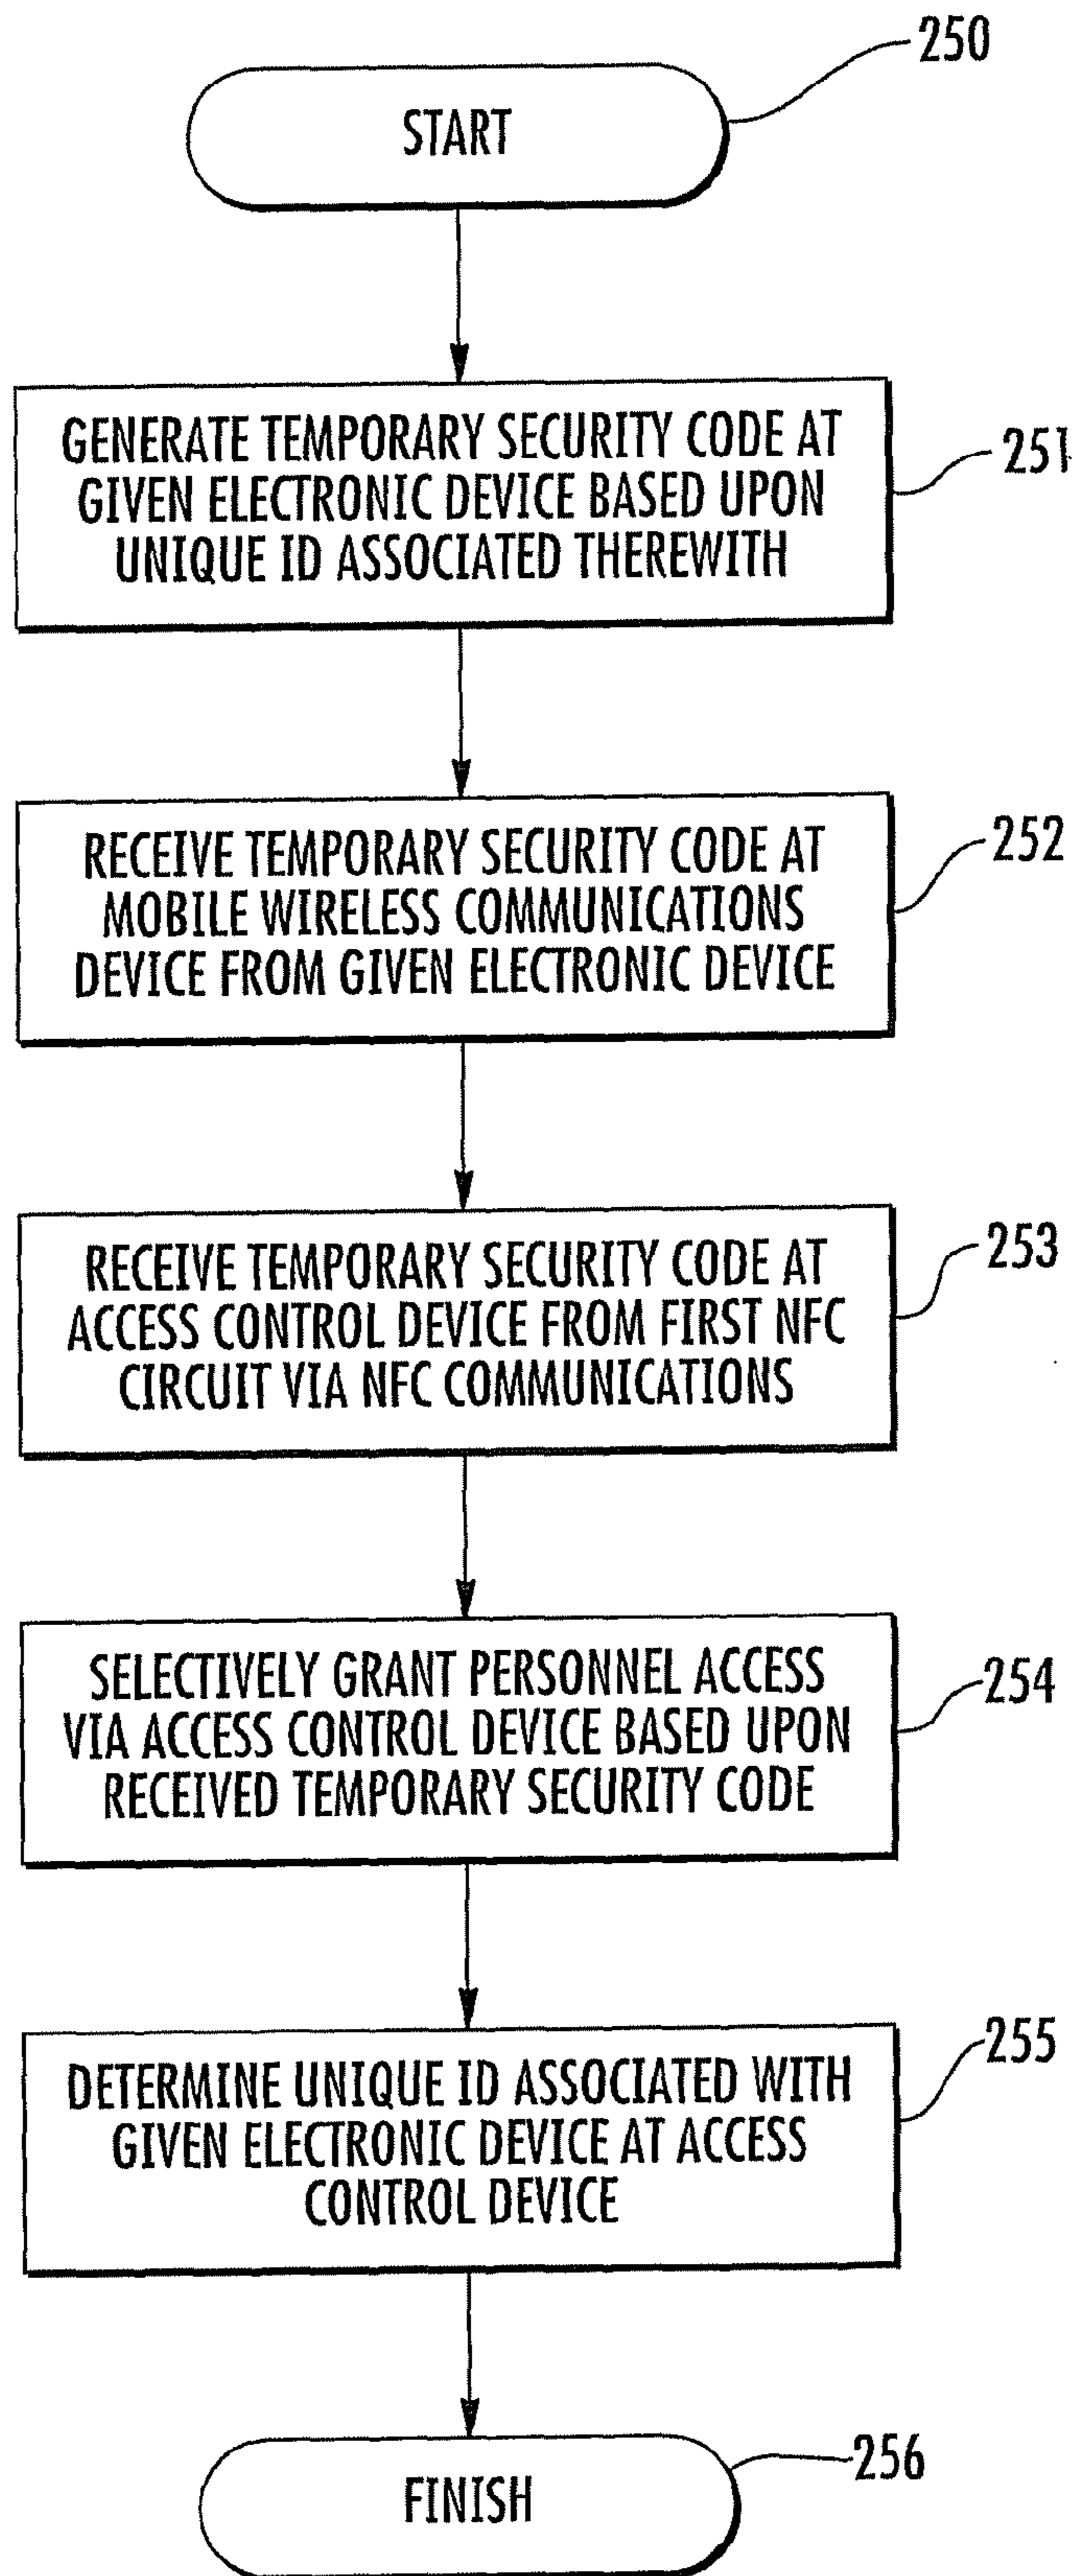 250
START
GENERATE TEMPORARY SECURITY CODE AT
GIVEN ELECTRONIC DEVICE BASED UPON
UNIQUE ID ASSOCIATED THEREWITH
251
RECEIVE TEMPORARY SECURITY CODE AT
MOBILE WIRELESS COMMUNICATIONS
DEVICE FROM GIVEN ELECTRONIC DEVICE
252
RECEIVE TEMPORARY SECURITY CODE AT
ACCESS CONTROL DEVICE FROM FIRST NFC
CIRCUIT VIA NFC COMMUNICATIONS
253
SELECTIVELY GRANT PERSONNEL ACCESS
VIA ACCESS CONTROL DEVICE BASED UPON
RECEIVED TEMPORARY SECURITY CODE
254
DETERMINE UNIQUE ID ASSOCIATED WITH
GIVEN ELECTRONIC DEVICE AT ACCESS
CONTROL DEVICE
255
FINISH
256